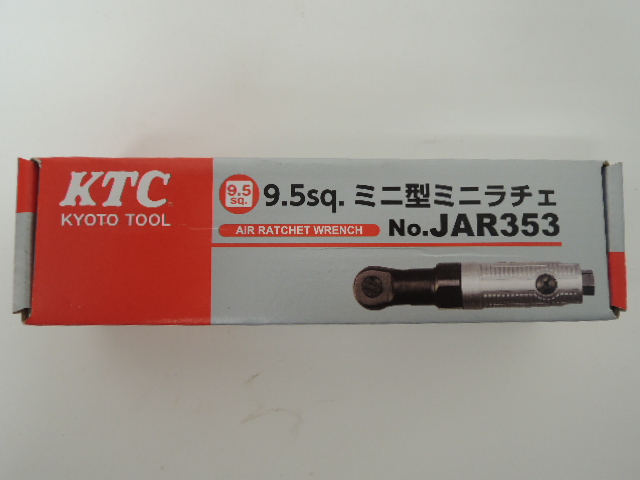 KTC
KYOTO TOOL
9.5
sq.
9.5sq. ミニ型ミニラチェ
AIR RATCHET WRENCH
No.JAR353